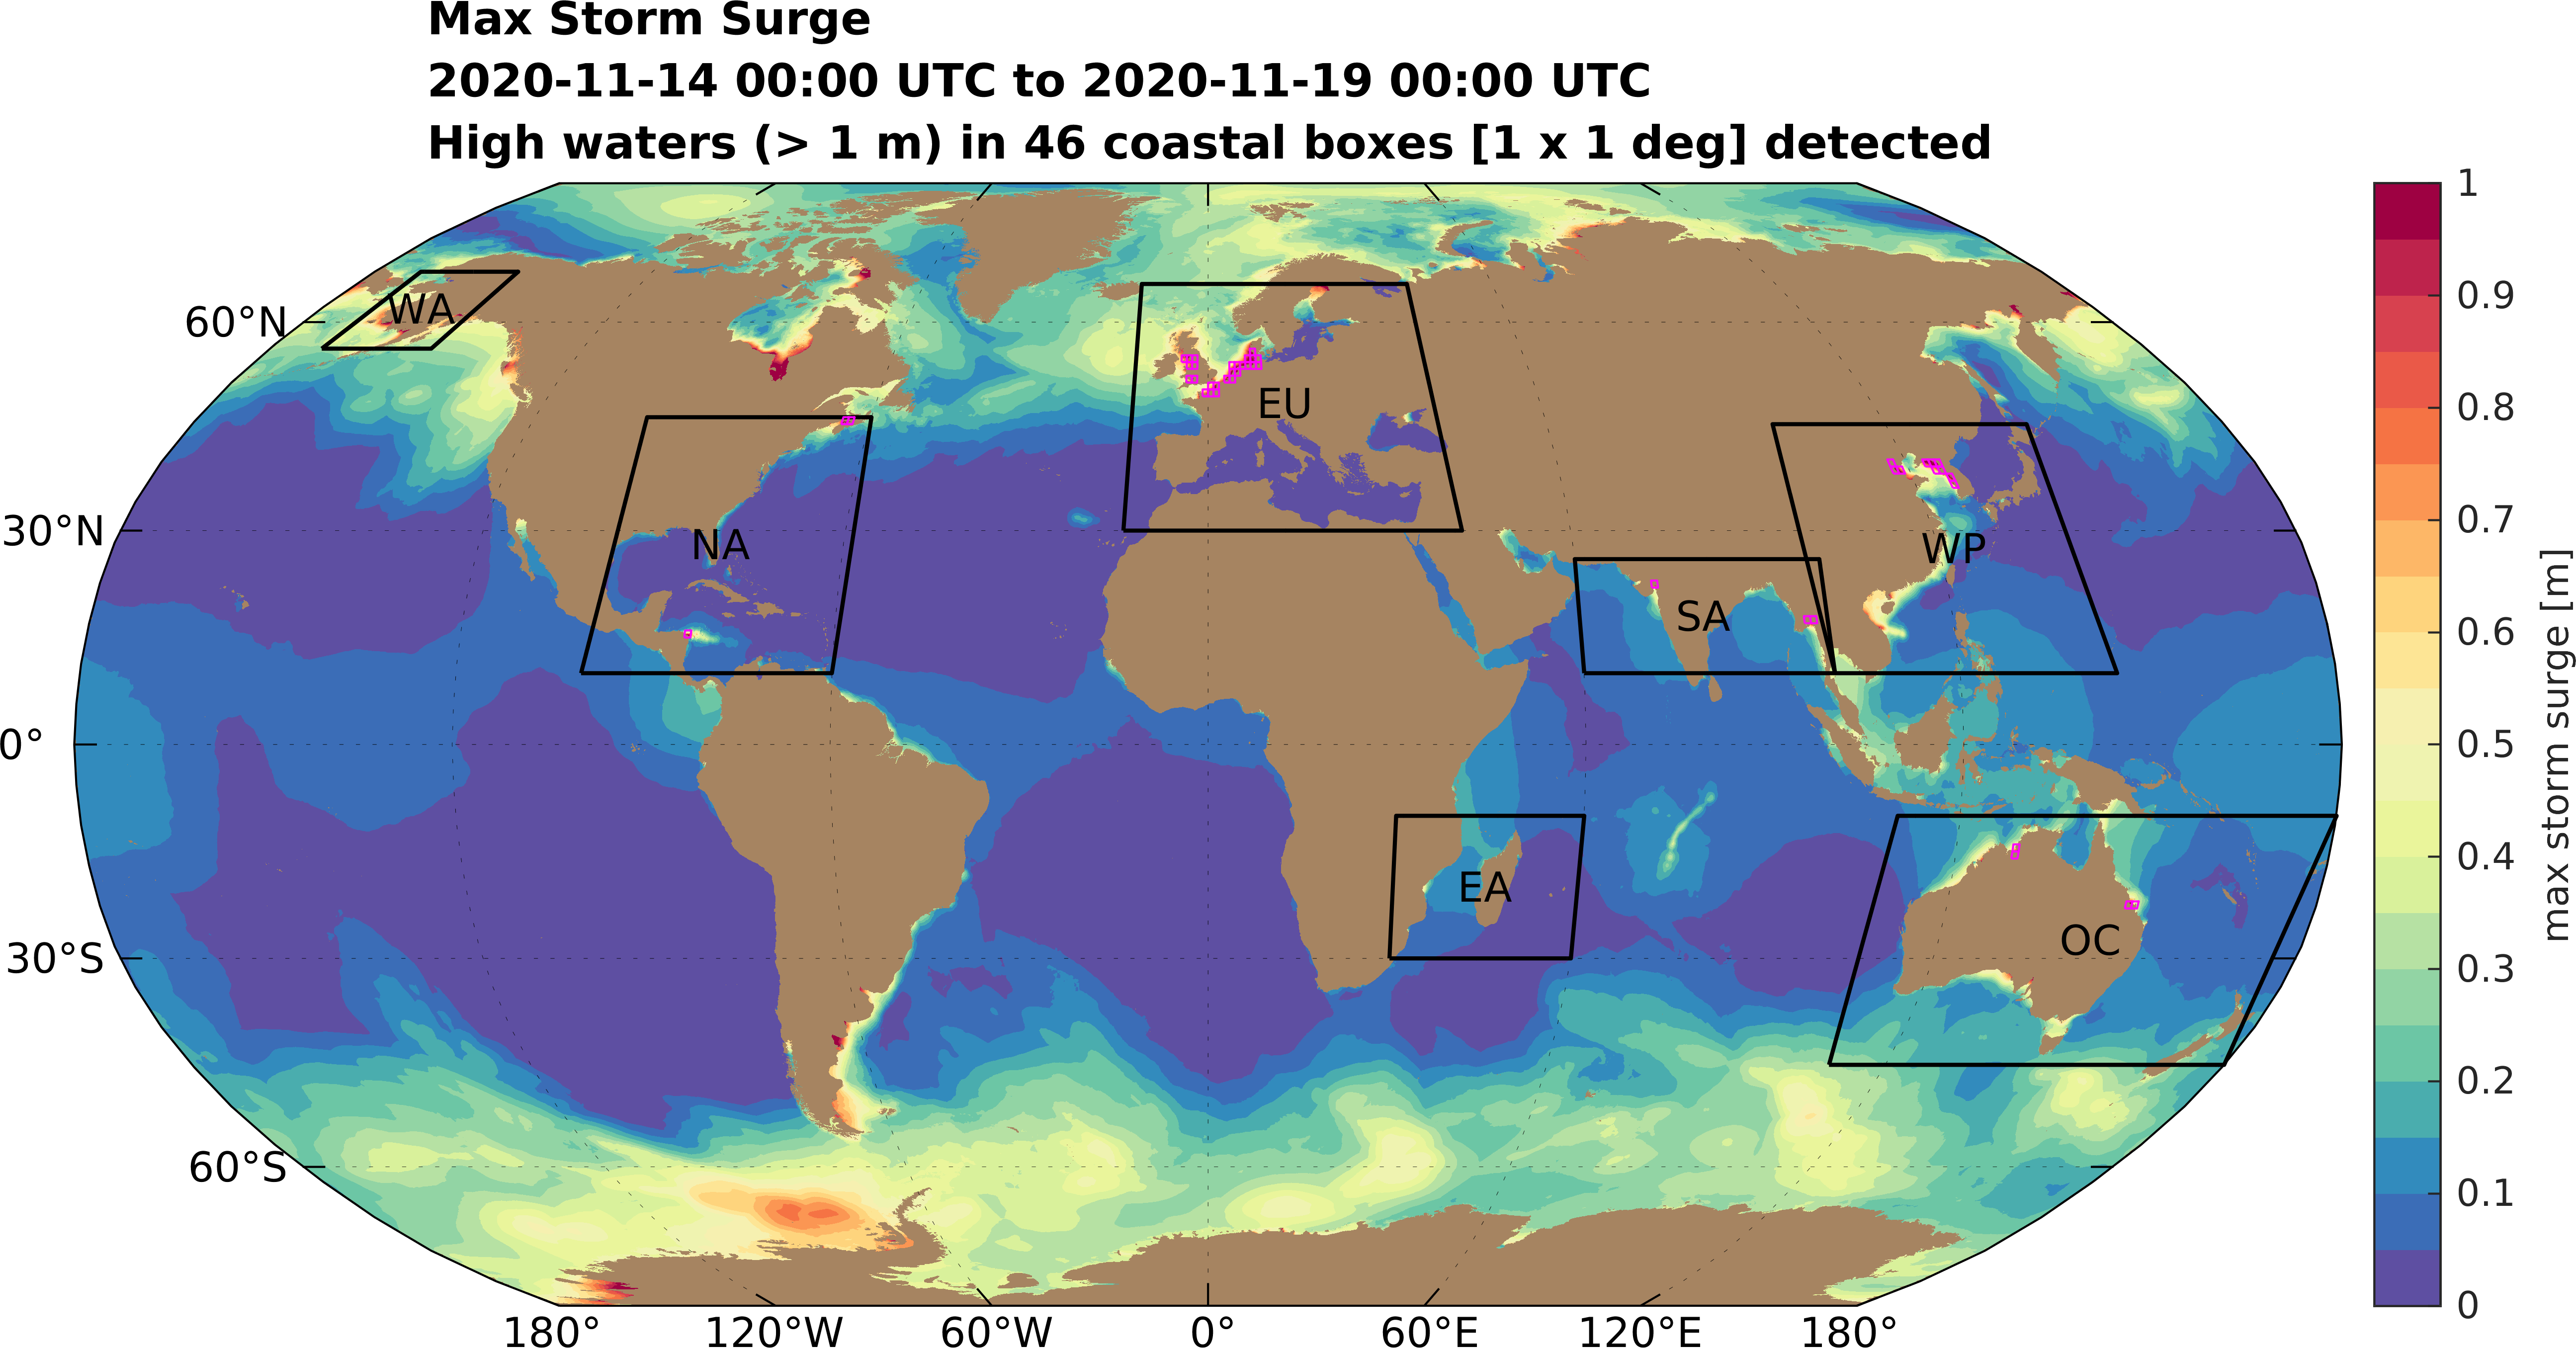 Max Storm Surge
2020-11-14 00:00 UTC to 2020-11-19 00:00 UTC
High waters (> 1 m) in 46 coastal boxes [1 x 1 deg] detected
60°N
30°N
0°
30°S
60°S
WA
NA
EU
SA
WP
EA
OC
180°
120°W
60°W
0°
60°E
120°E
180°
1
0.9
0.8
0.7
0.6
0.5
0.4
0.3
0.2
0.1
0
max storm surge [m]